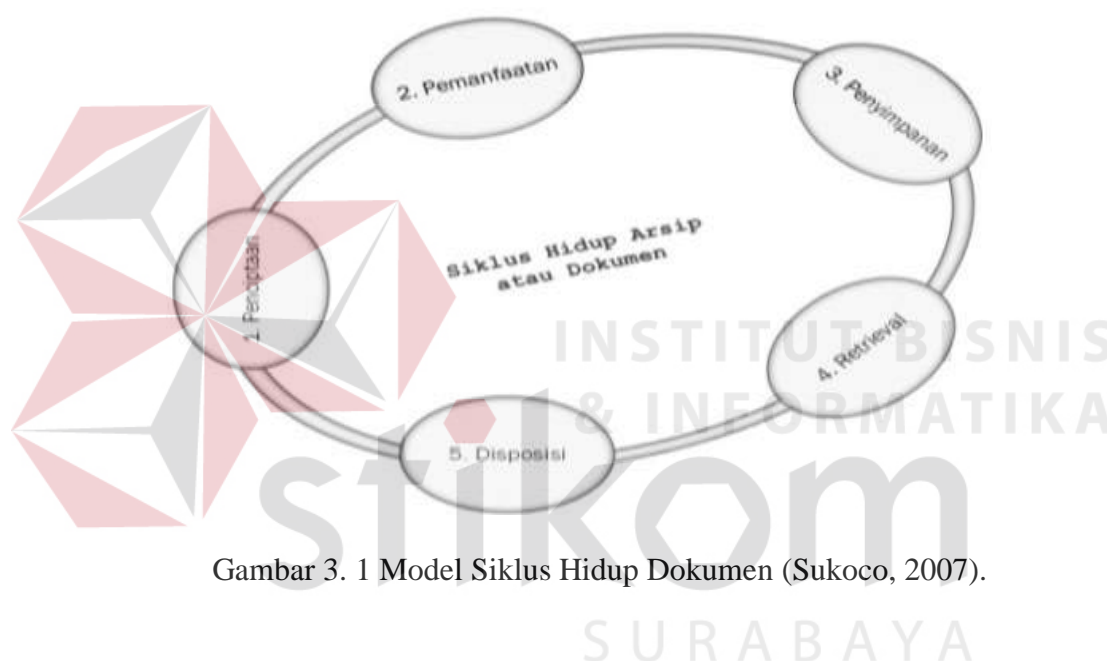 2. Pemanfaatan
3. Penyimpanan
1. Penciptaan
Siklus Hidup Arsip
atau Dokumen
4. Retrieval
5. Disposisi
INSTITUT BISNIS
& INFORMATIKA
stikom
SURABAYA
Gambar 3. 1 Model Siklus Hidup Dokumen (Sukoco, 2007).